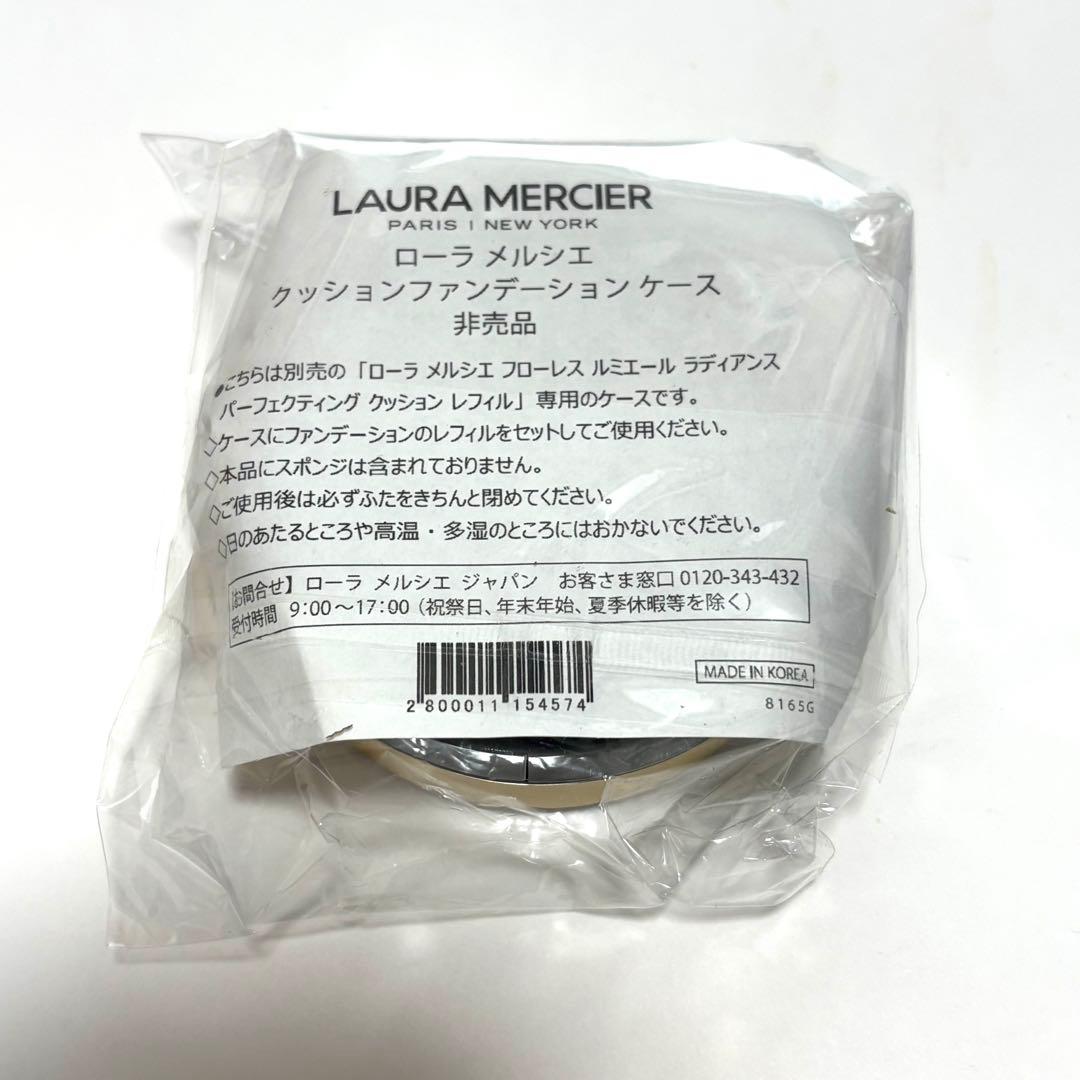 LAURA MERCIER
PARIS | NEW YORK
ローラ メルシエ
クッションファンデーション ケース
非売品
●こちらは別売の「ローラ メルシエ フローレス ルミエール ラディアンス
パーフェクティング クッション レフィル」専用のケースです。
◇ケースにファンデーションのレフィルをセットしてご使用ください。
◇本品にスポンジは含まれておりません。
◇ご使用後は必ずふたをきちんと閉めてください。
◇日のあたるところや高温・多湿のところにはおかないでください。
【お問合せ】ローラ メルシエ ジャパン お客さま窓口 0120-343-432
受付時間 9:00～17:00（祝祭日、年末年始、夏季休暇等を除く）
2 800011 154574
MADE IN KOREA
8165G